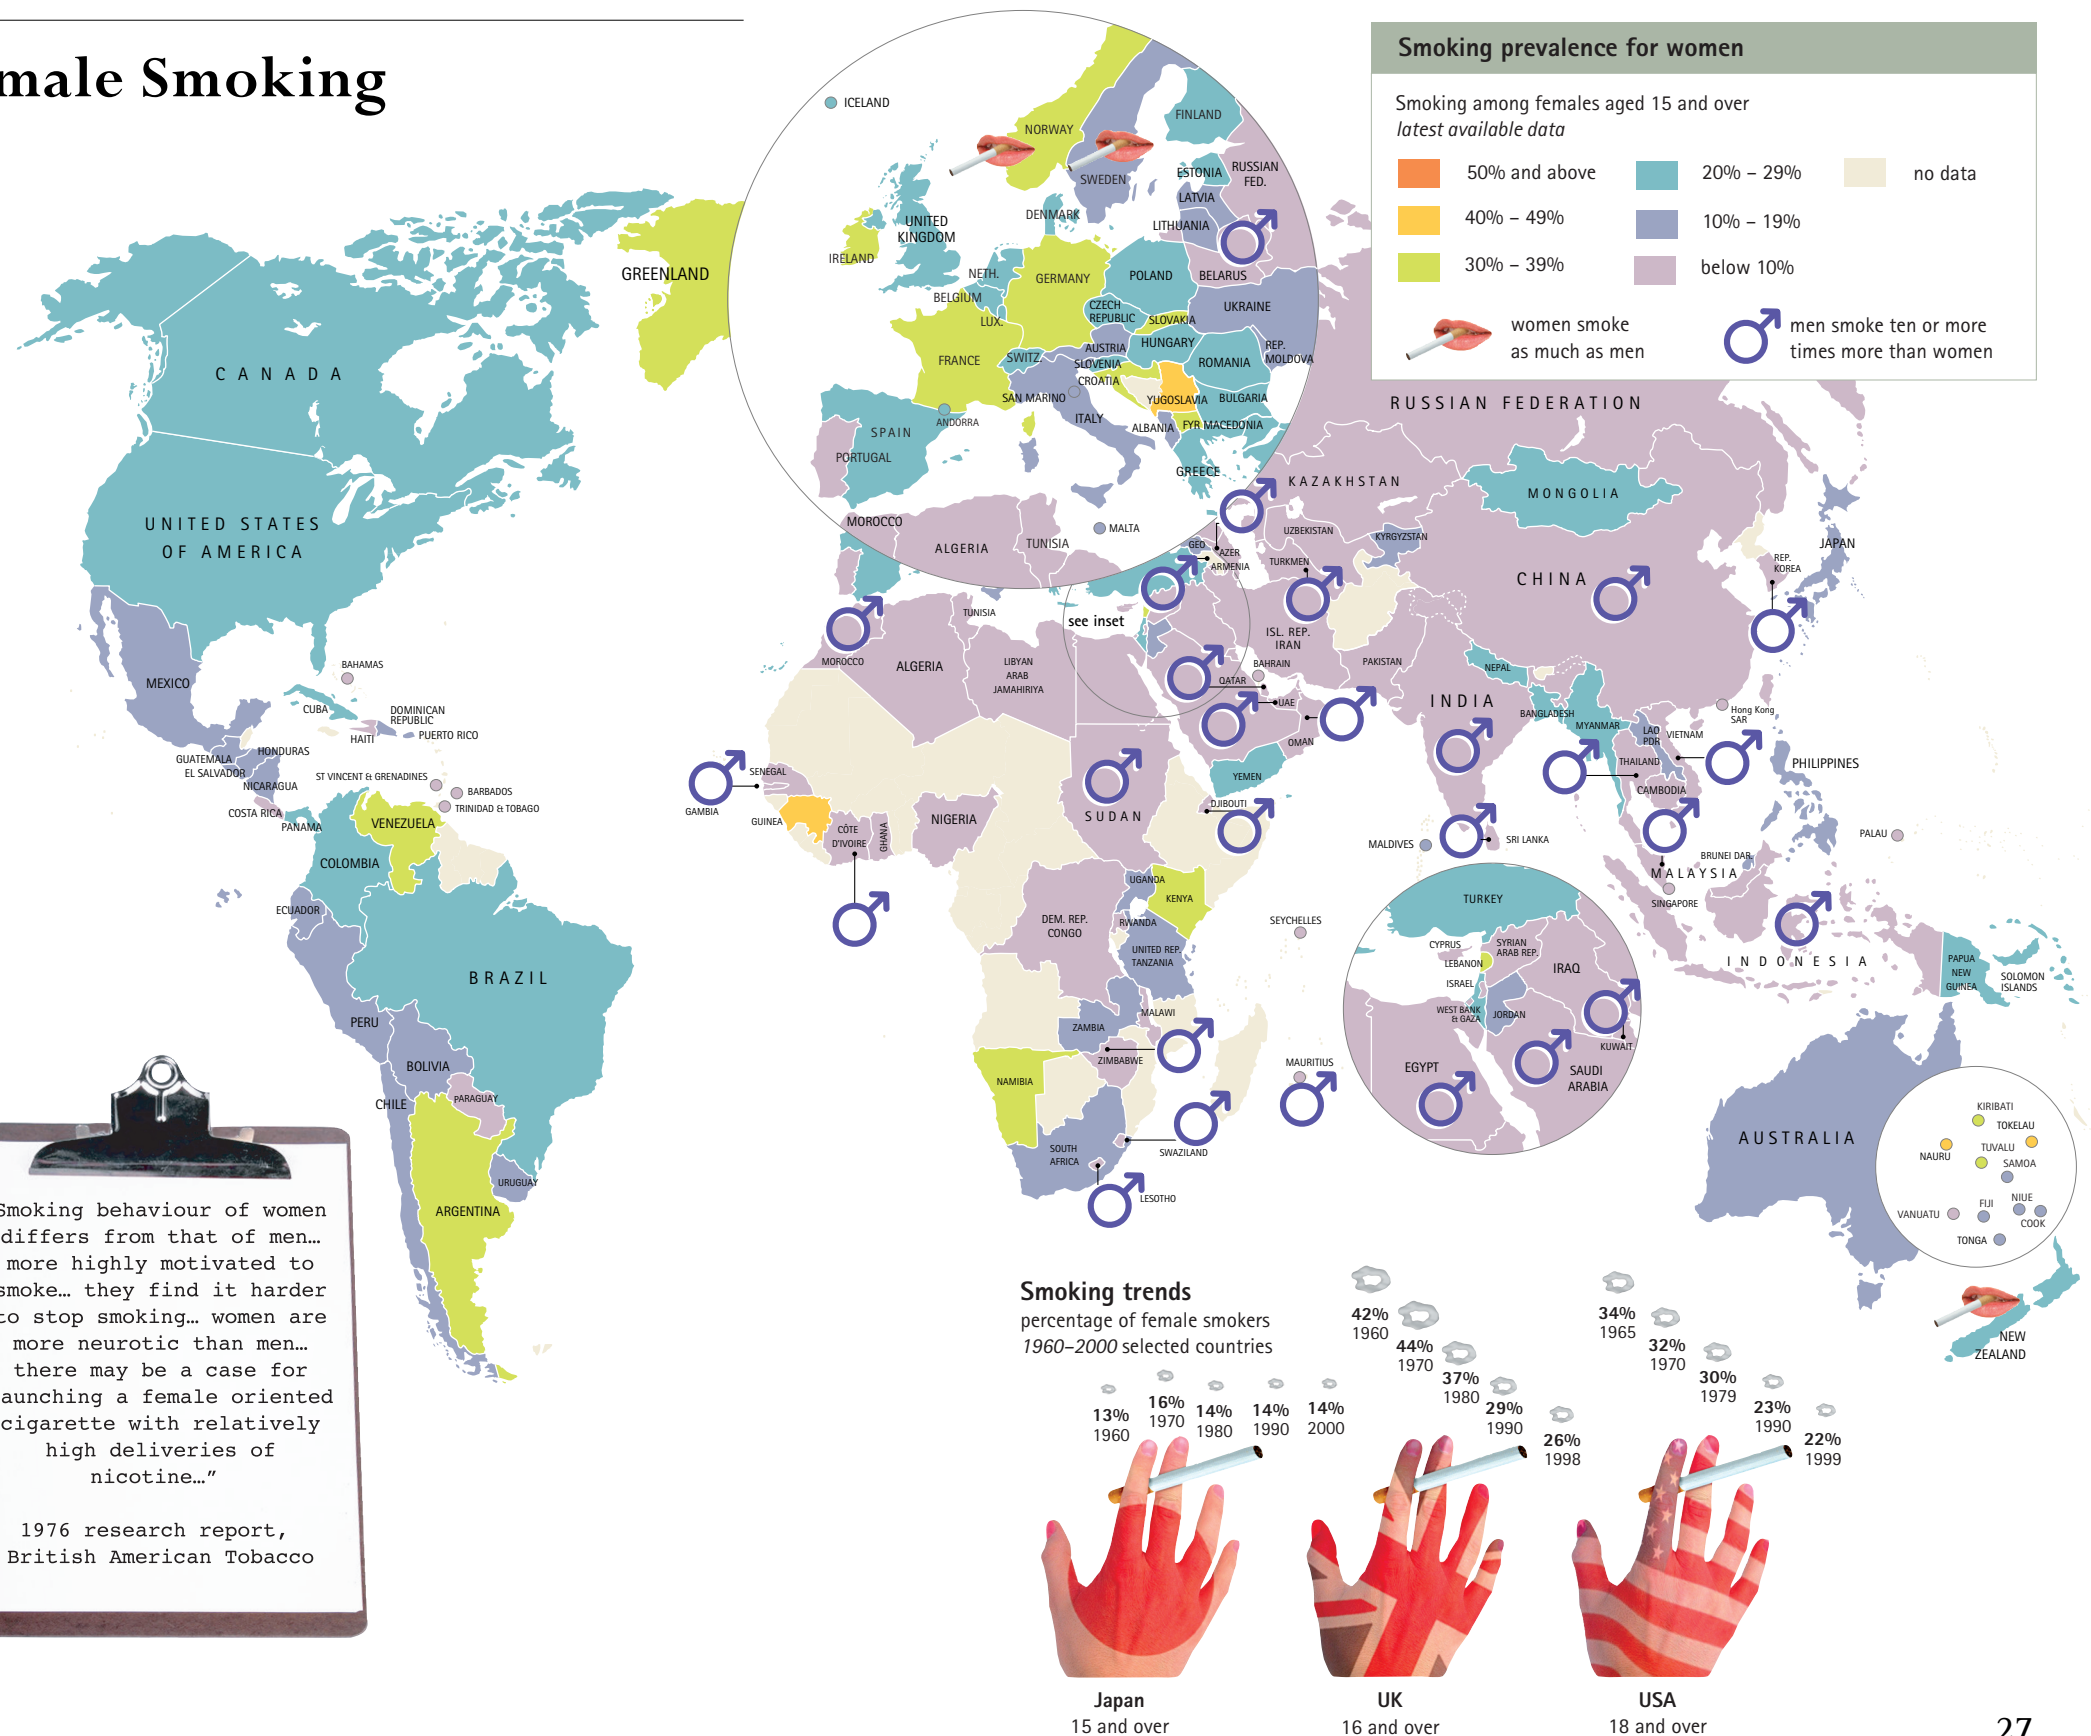 male Smoking
Smoking prevalence for women
Smoking among females aged 15 and over
latest available data
50% and above
40% – 49%
30% – 39%
20% – 29%
10% – 19%
below 10%
no data
women smoke
as much as men
men smoke ten or more
times more than women
ICELAND
NORWAY
SWEDEN
FINLAND
ESTONIA
RUSSIAN
FED.
LATVIA
LITHUANIA
DENMARK
UNITED
KINGDOM
IRELAND
NETH.
BELGIUM
LUX.
GERMANY
POLAND
BELARUS
CZECH
REPUBLIC
SLOVAKIA
UKRAINE
FRANCE
SWITZ.
AUSTRIA
SLOVENIA
HUNGARY
CROATIA
ROMANIA
REP.
MOLDOVA
SAN MARINO
ITALY
YUGOSLAVIA
BULGARIA
ALBANIA
FYR MACEDONIA
ANDORRA
SPAIN
PORTUGAL
GREECE
MALTA
MOROCCO
ALGERIA
TUNISIA
GREENLAND
CANADA
UNITED STATES
OF AMERICA
MEXICO
BAHAMAS
CUBA
DOMINICAN
REPUBLIC
HAITI
PUERTO RICO
GUATEMALA
HONDURAS
EL SALVADOR
NICARAGUA
ST VINCENT & GRENADINES
BARBADOS
TRINIDAD & TOBAGO
COSTA RICA
PANAMA
VENEZUELA
COLOMBIA
ECUADOR
BRAZIL
PERU
BOLIVIA
CHILE
PARAGUAY
URUGUAY
ARGENTINA
RUSSIAN FEDERATION
KAZAKHSTAN
MONGOLIA
UZBEKISTAN
KYRGYZSTAN
GEO
AZER
ARMENIA
TURKMEN
CHINA
REP.
KOREA
JAPAN
see inset
ISL. REP.
IRAN
PAKISTAN
NEPAL
BAHRAIN
QATAR
UAE
OMAN
YEMEN
INDIA
BANGLADESH
MYANMAR
LAO
PDR
VIETNAM
Hong Kong
SAR
THAILAND
CAMBODIA
PHILIPPINES
MALDIVES
SRI LANKA
BRUNEI DAR.
MALAYSIA
SINGAPORE
PALAU
INDONESIA
PAPUA
NEW
GUINEA
SOLOMON
ISLANDS
MOROCCO
TUNISIA
ALGERIA
LIBYAN
ARAB
JAMAHIRIYA
SENEGAL
GAMBIA
GUINEA
CÔTE
D'IVOIRE
GHANA
NIGERIA
SUDAN
DJIBOUTI
UGANDA
KENYA
DEM. REP.
CONGO
RWANDA
UNITED REP.
TANZANIA
SEYCHELLES
MALAWI
ZAMBIA
ZIMBABWE
NAMIBIA
MAURITIUS
SOUTH
AFRICA
SWAZILAND
LESOTHO
TURKEY
CYPRUS
SYRIAN
ARAB REP.
LEBANON
IRAQ
ISRAEL
WEST BANK
& GAZA
JORDAN
KUWAIT
EGYPT
SAUDI
ARABIA
AUSTRALIA
KIRIBATI
TOKELAU
NAURU
TUVALU
SAMOA
VANUATU
FIJI
NIUE
COOK
TONGA
NEW
ZEALAND
Smoking behaviour of women
differs from that of men…
more highly motivated to
smoke… they find it harder
to stop smoking… women are
more neurotic than men…
there may be a case for
launching a female oriented
cigarette with relatively
high deliveries of
nicotine…”
1976 research report,
British American Tobacco
Smoking trends
percentage of female smokers
1960–2000 selected countries
13%
1960
16%
1970
14%
1980
14%
1990
14%
2000
Japan
15 and over
42%
1960
44%
1970
37%
1980
29%
1990
26%
1998
UK
16 and over
34%
1965
32%
1970
30%
1979
23%
1990
22%
1999
USA
18 and over
27